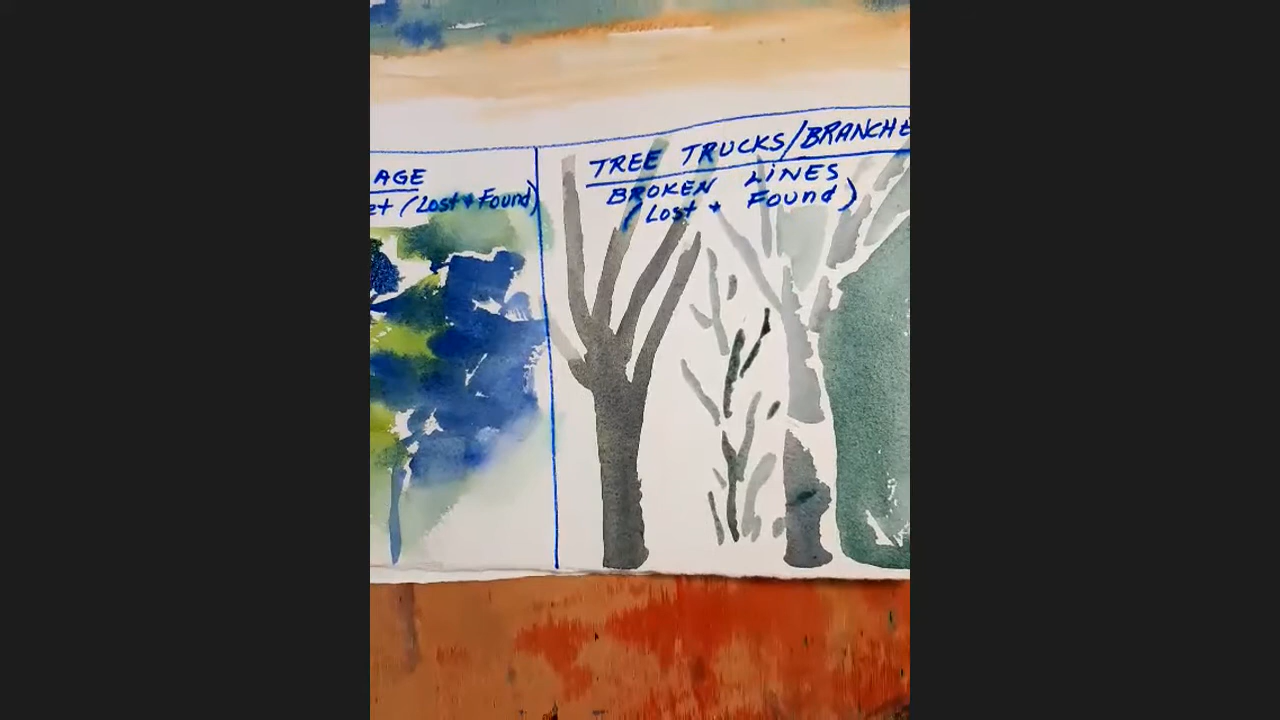 AGE
et (Lost + Found)
TREE TRUCKS/BRANCHE
BROKEN LINES
(Lost + Found)